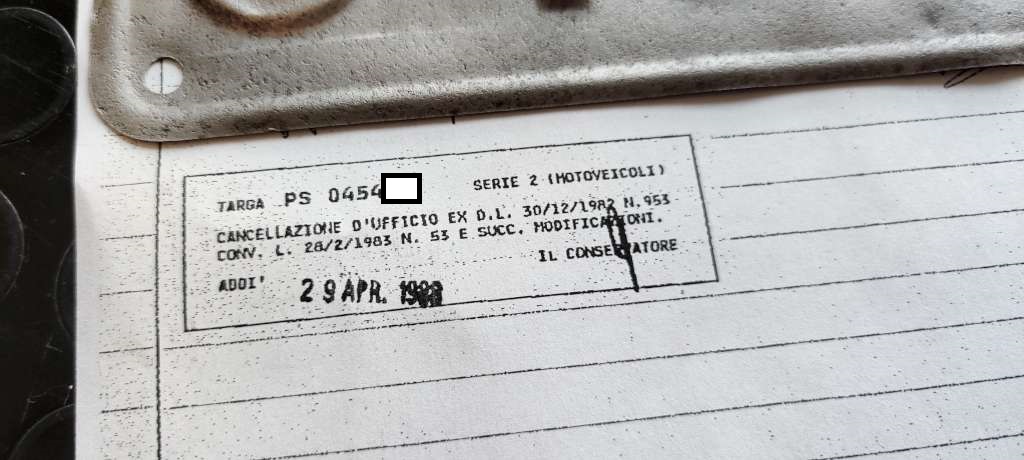 TARGA PS 0454 SERIE 2 (MOTOVEICOLI)
CANCELLAZIONE D'UFFICIO EX D.L. 30/12/1982 N.953
CONV. L. 28/2/1983 N. 53 E SUCC. MODIFICAZIONI.
IL CONSERVATORE
ADDI' 29 APR.